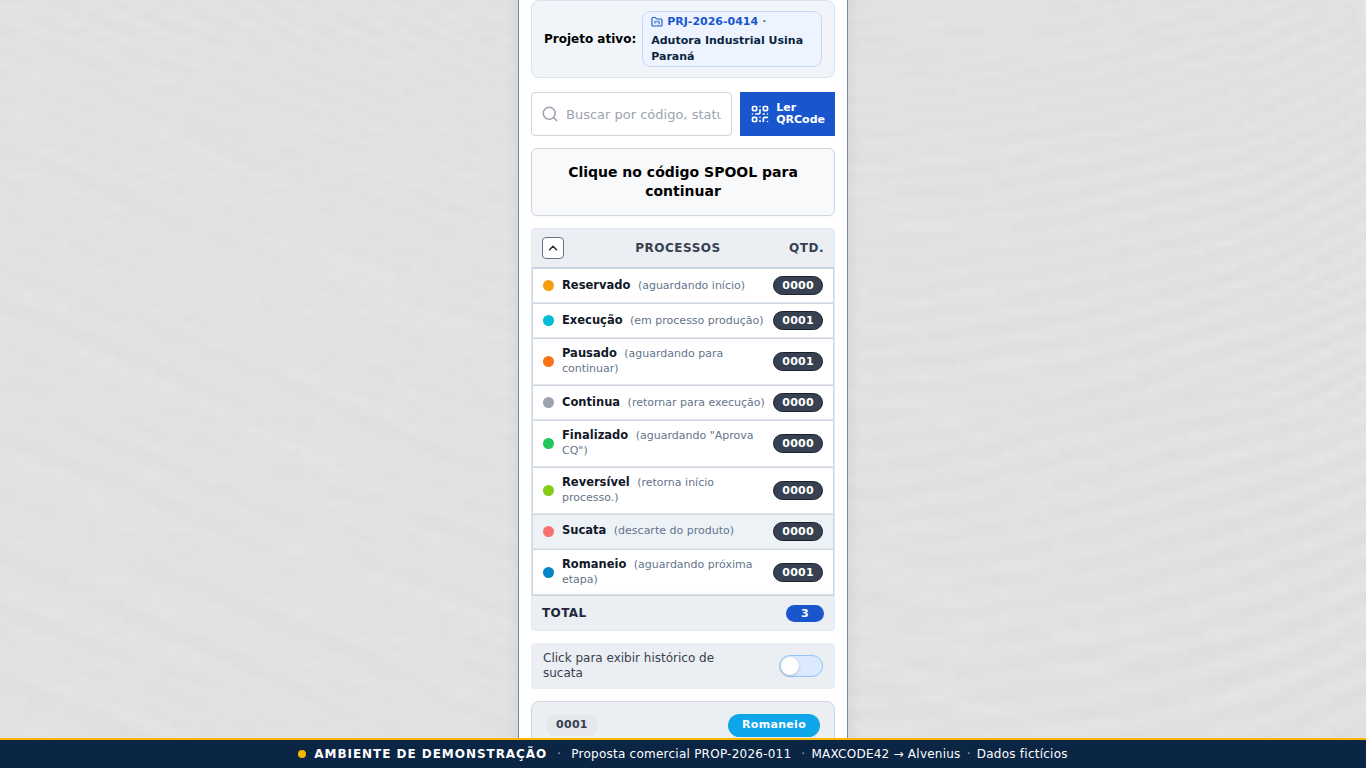 Projeto ativo:
PRJ-2026-0414 ·
Adutora Industrial Usina
Paraná
Buscar por código, statu
Ler
QRCode
Clique no código SPOOL para
continuar
PROCESSOS QTD.
Reservado (aguardando início) 0000
Execução (em processo produção) 0001
Pausado (aguardando para
continuar) 0001
Continua (retornar para execução) 0000
Finalizado (aguardando "Aprova
CQ") 0000
Reversível (retorna início
processo.) 0000
Sucata (descarte do produto) 0000
Romaneio (aguardando próxima
etapa) 0001
TOTAL 3
Click para exibir histórico de
sucata
0001 Romaneio
AMBIENTE DE DEMONSTRAÇÃO · Proposta comercial PROP-2026-011 · MAXCODE42 → Alvenius · Dados fictícios